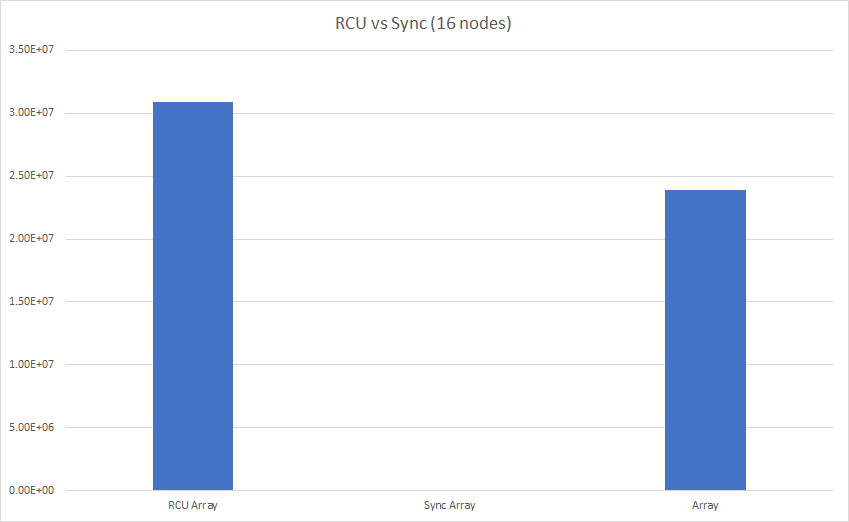 RCU vs Sync (16 nodes)
3.50E+07
3.00E+07
2.50E+07
2.00E+07
1.50E+07
1.00E+07
5.00E+06
0.00E+00
RCU Array Sync Array Array